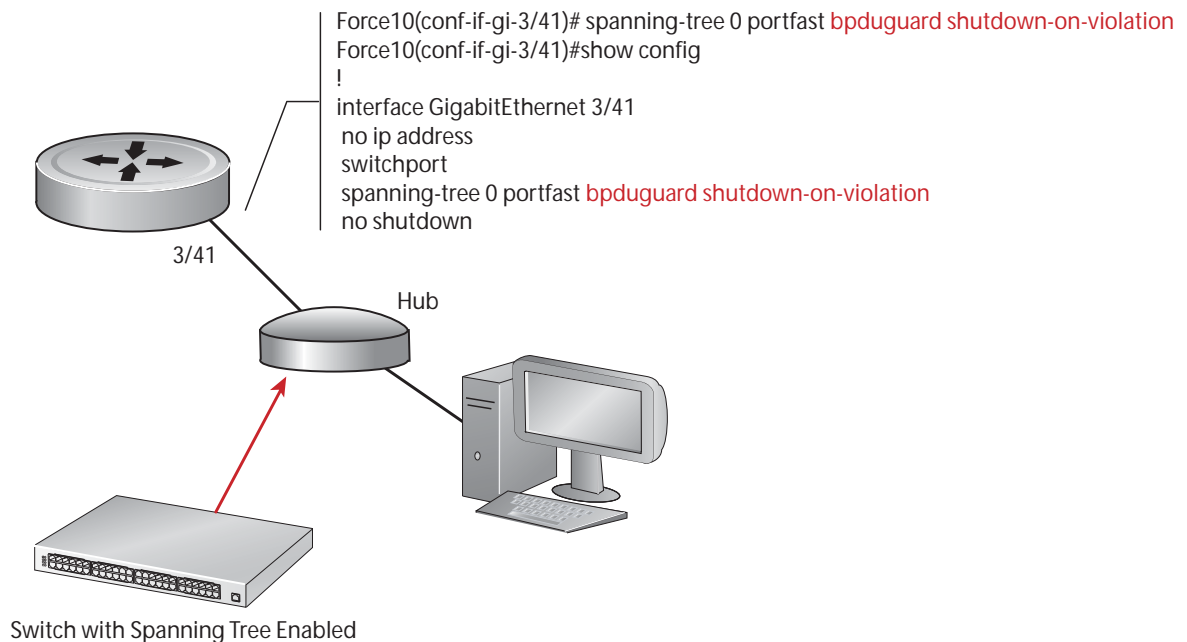 Force10(conf-if-gi-3/41)# spanning-tree 0 portfast bpduguard shutdown-on-violation
Force10(conf-if-gi-3/41)#show config
!
interface GigabitEthernet 3/41
no ip address
switchport
spanning-tree 0 portfast bpduguard shutdown-on-violation
no shutdown
3/41
Hub
Switch with Spanning Tree Enabled